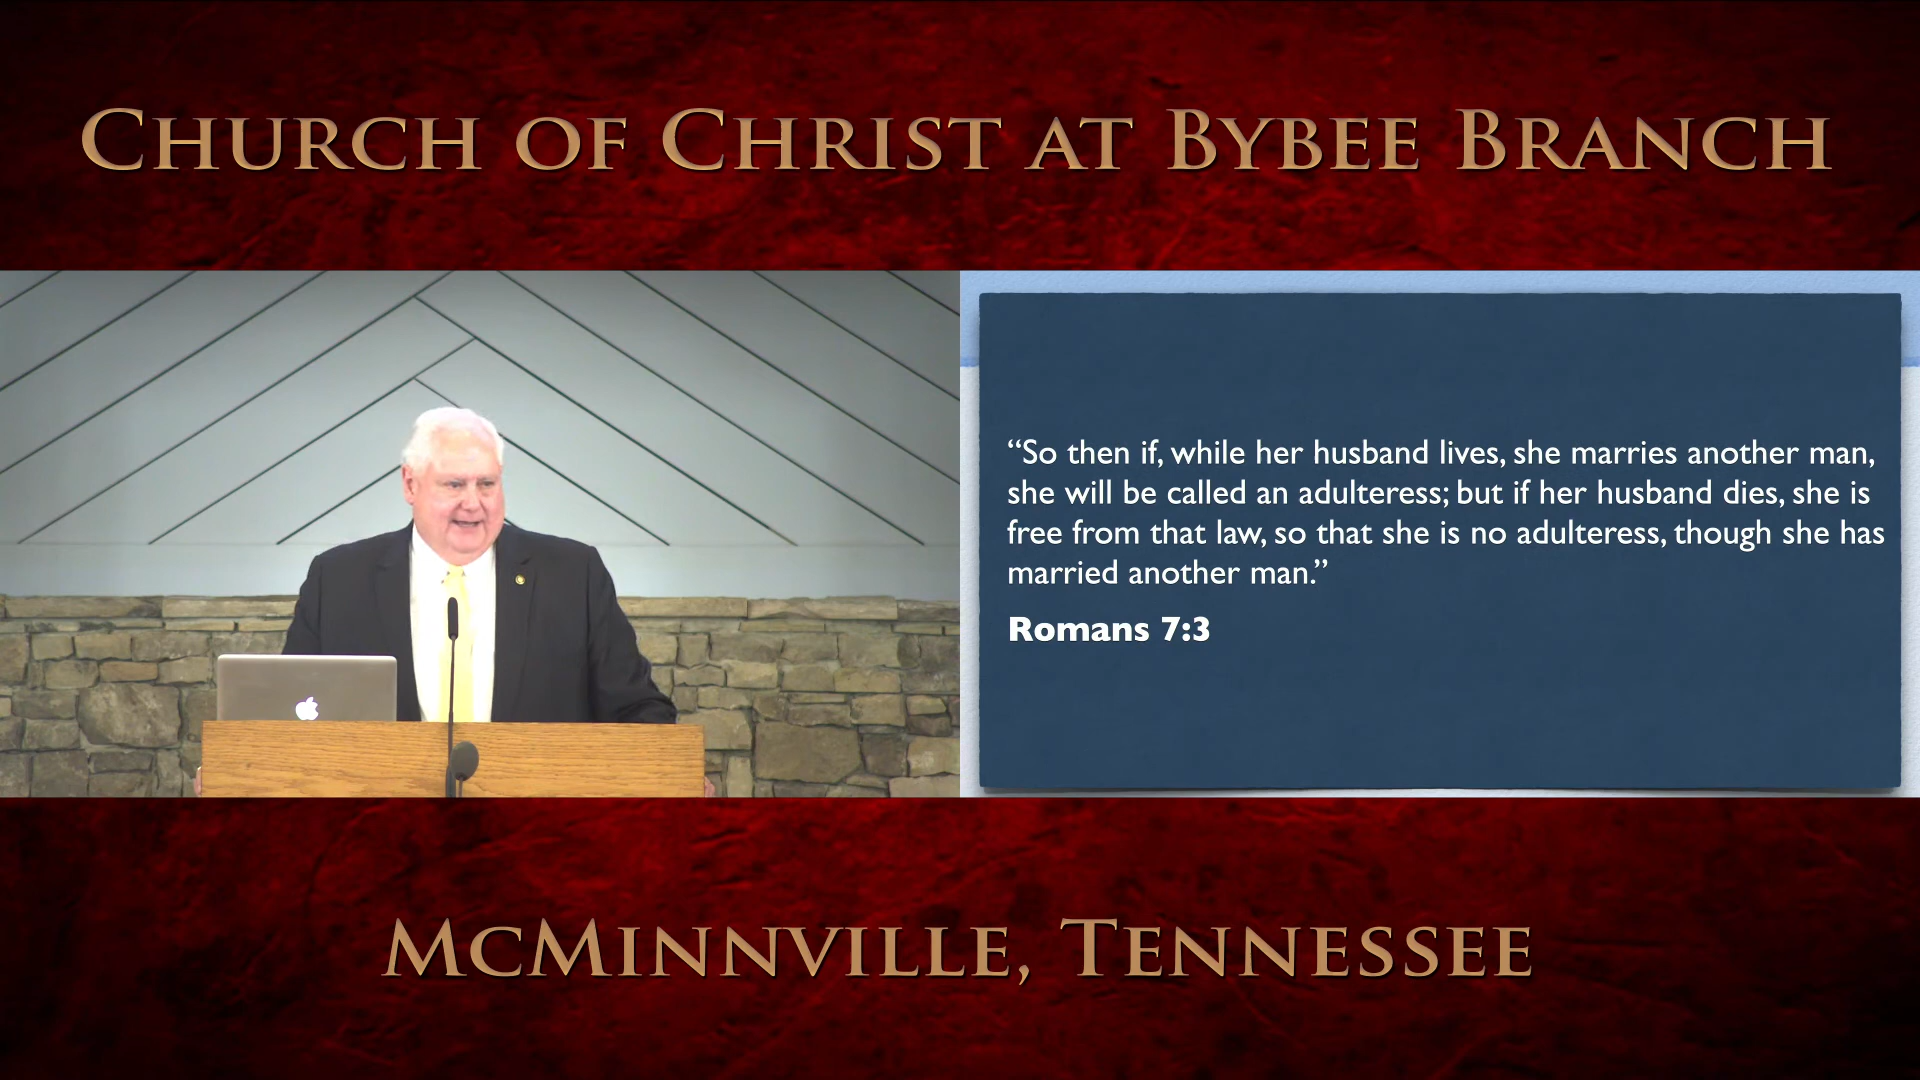 Church of Christ at Bybee Branch
“So then if, while her husband lives, she marries another man,
she will be called an adulteress; but if her husband dies, she is
free from that law, so that she is no adulteress, though she has
married another man.”
Romans 7:3
McMinnville, Tennessee